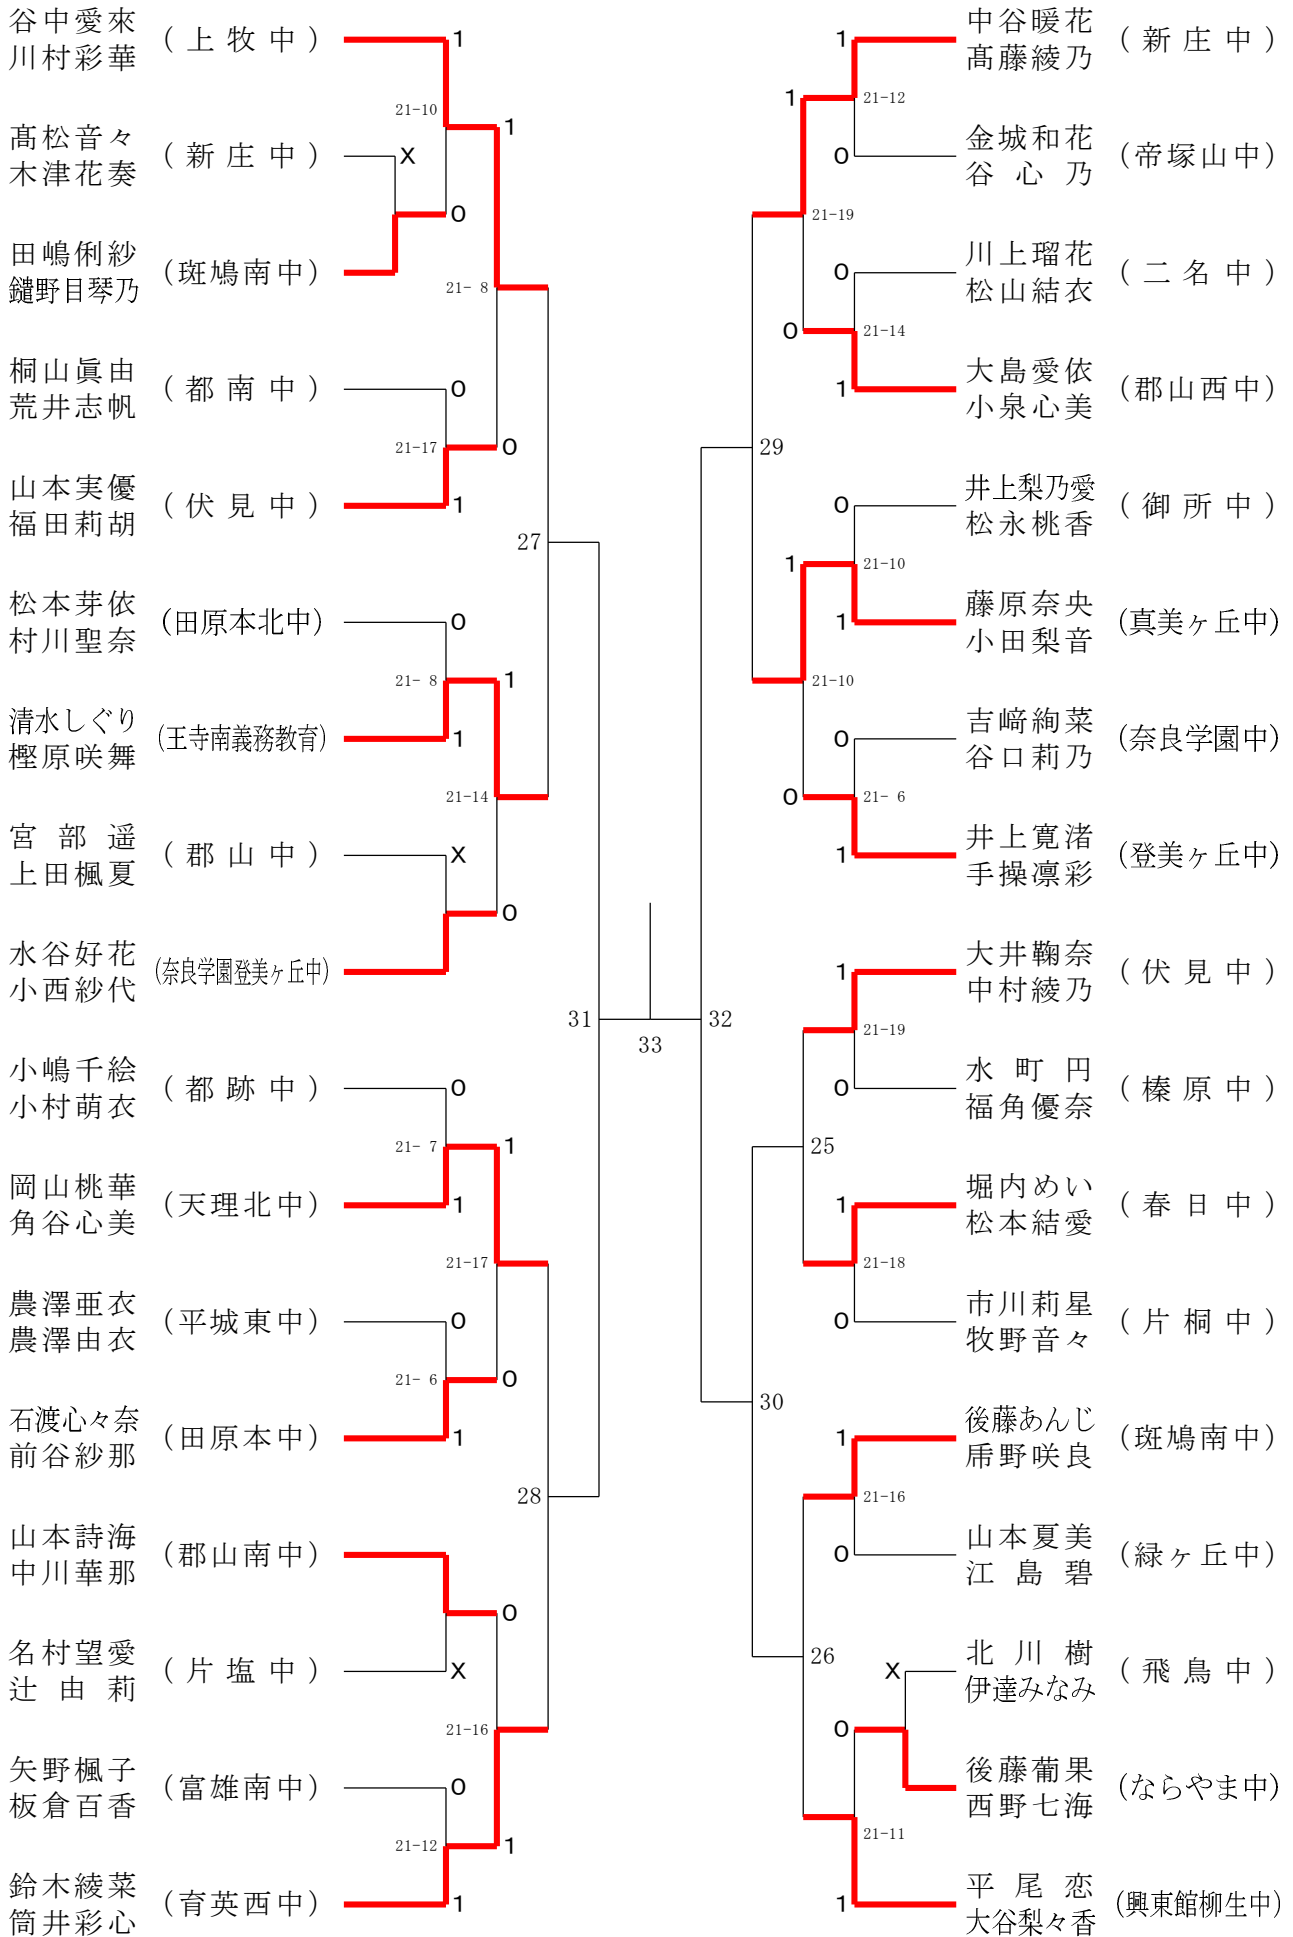 谷中愛來
川村彩華
(上牧中)
1
21-10
1
髙松音々
木津花奏
(新庄中)
x
0
田嶋俐紗
鑓野目琴乃
(斑鳩南中)
21- 8
桐山眞由
荒井志帆
(都南中)
0
21-17
0
山本実優
福田莉胡
(伏見中)
1
27
松本芽依
村川聖奈
(田原本北中)
0
21- 8
1
清水しぐり
樫原咲舞
(王寺南義務教育)
1
21-14
宮部遥
上田楓夏
(郡山中)
x
0
水谷好花
小西紗代
(奈良学園登美ヶ丘中)
31
33
32
小嶋千絵
小村萌衣
(都跡中)
0
21- 7
1
岡山桃華
角谷心美
(天理北中)
1
21-17
農澤亜衣
農澤由衣
(平城東中)
0
21- 6
0
石渡心々奈
前谷紗那
(田原本中)
1
28
山本詩海
中川華那
(郡山南中)
0
名村望愛
辻由莉
(片塩中)
x
21-16
矢野楓子
板倉百香
(富雄南中)
0
21-12
1
鈴木綾菜
筒井彩心
(育英西中)
1
中谷暖花
髙藤綾乃
(新庄中)
1
1
21-12
金城和花
谷心乃
(帝塚山中)
0
21-19
川上瑠花
松山結衣
(二名中)
0
0
21-14
大島愛依
小泉心美
(郡山西中)
1
29
井上梨乃愛
松永桃香
(御所中)
0
1
21-10
藤原奈央
小田梨音
(真美ヶ丘中)
1
21-10
吉﨑絢菜
谷口莉乃
(奈良学園中)
0
0
21- 6
井上寛渚
手操凛彩
(登美ヶ丘中)
1
大井鞠奈
中村綾乃
(伏見中)
1
21-19
水町円
福角優奈
(榛原中)
0
25
堀内めい
松本結愛
(春日中)
1
21-18
市川莉星
牧野音々
(片桐中)
0
30
後藤あんじ
乕野咲良
(斑鳩南中)
1
21-16
山本夏美
江島碧
(緑ヶ丘中)
0
26
北川樹
伊達みなみ
(飛鳥中)
x
0
後藤葡果
西野七海
(ならやま中)
21-11
平尾恋
大谷梨々香
(興東館柳生中)
1